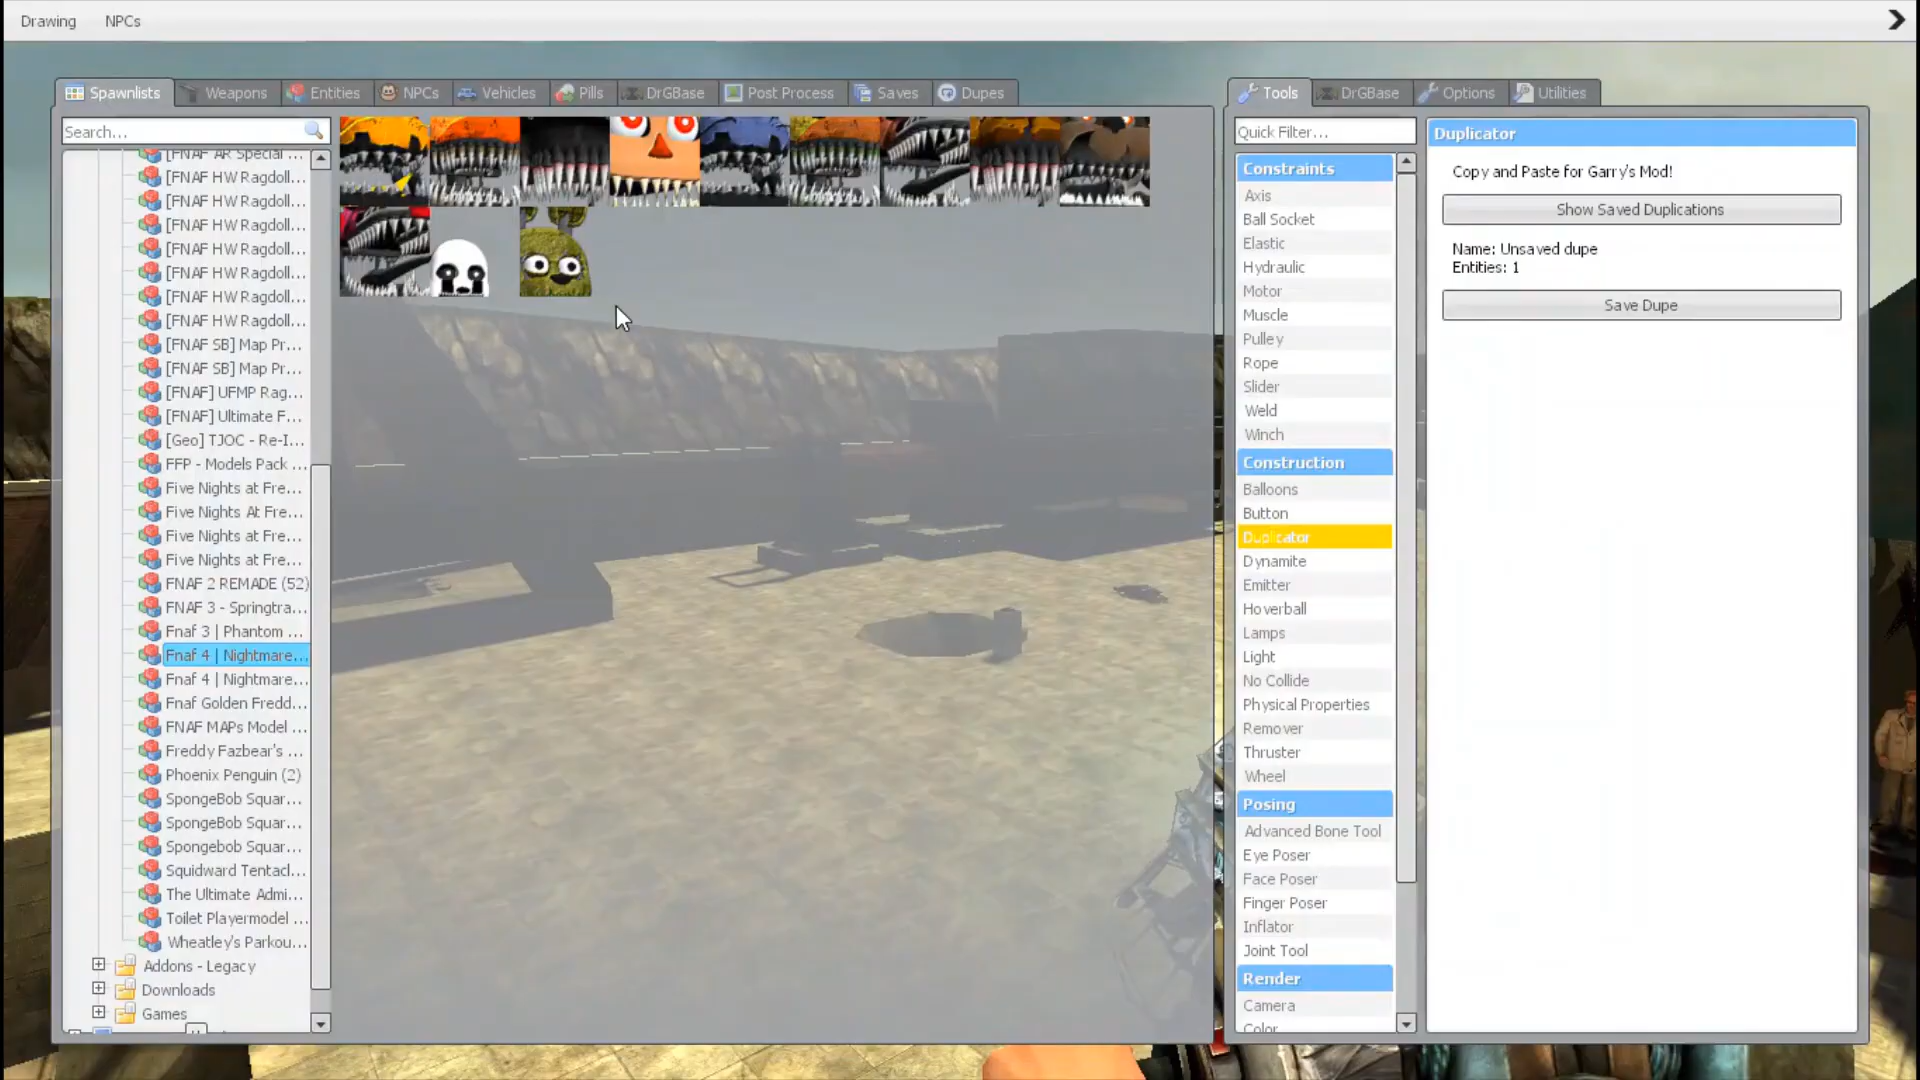 Drawing NPCs
Spawnlists Weapons Entities NPCs Vehicles Pills DrGBase Post Process Saves Dupes
Tools DrGBase Options Utilities
Search...
[FNAF AR Special ...
[FNAF HW Ragdoll...
[FNAF HW Ragdoll...
[FNAF HW Ragdoll...
[FNAF HW Ragdoll...
[FNAF HW Ragdoll...
[FNAF HW Ragdoll...
[FNAF HW Ragdoll...
[FNAF SB] Map Pr...
[FNAF SB] Map Pr...
[FNAF] UFMP Rag...
[FNAF] Ultimate F...
[Geo] TJOC - Re-I...
FFP - Models Pack ...
Five Nights at Fre...
Five Nights At Fre...
Five Nights at Fre...
Five Nights at Fre...
FNAF 2 REMADE (52)
FNAF 3 - Springtra...
Fnaf 3 | Phantom ...
Fnaf 4 | Nightmare...
Fnaf 4 | Nightmare...
Fnaf Golden Fredd...
FNAF MAPs Model ...
Freddy Fazbear's ...
Phoenix Penguin (2)
SpongeBob Squar...
SpongeBob Squar...
Spongebob Squar...
Squidward Tentacl...
The Ultimate Admi...
Toilet Playermodel ...
Wheatley's Parkou...
Addons - Legacy
Downloads
Games
Quick Filter...
Constraints
Axis
Ball Socket
Elastic
Hydraulic
Motor
Muscle
Pulley
Rope
Slider
Weld
Winch
Construction
Balloons
Button
Duplicator
Dynamite
Emitter
Hoverball
Lamps
Light
No Collide
Physical Properties
Remover
Thruster
Wheel
Posing
Advanced Bone Tool
Eye Poser
Face Poser
Finger Poser
Inflator
Joint Tool
Render
Camera
Color
Duplicator
Copy and Paste for Garry's Mod!
Show Saved Duplications
Name: Unsaved dupe
Entities: 1
Save Dupe